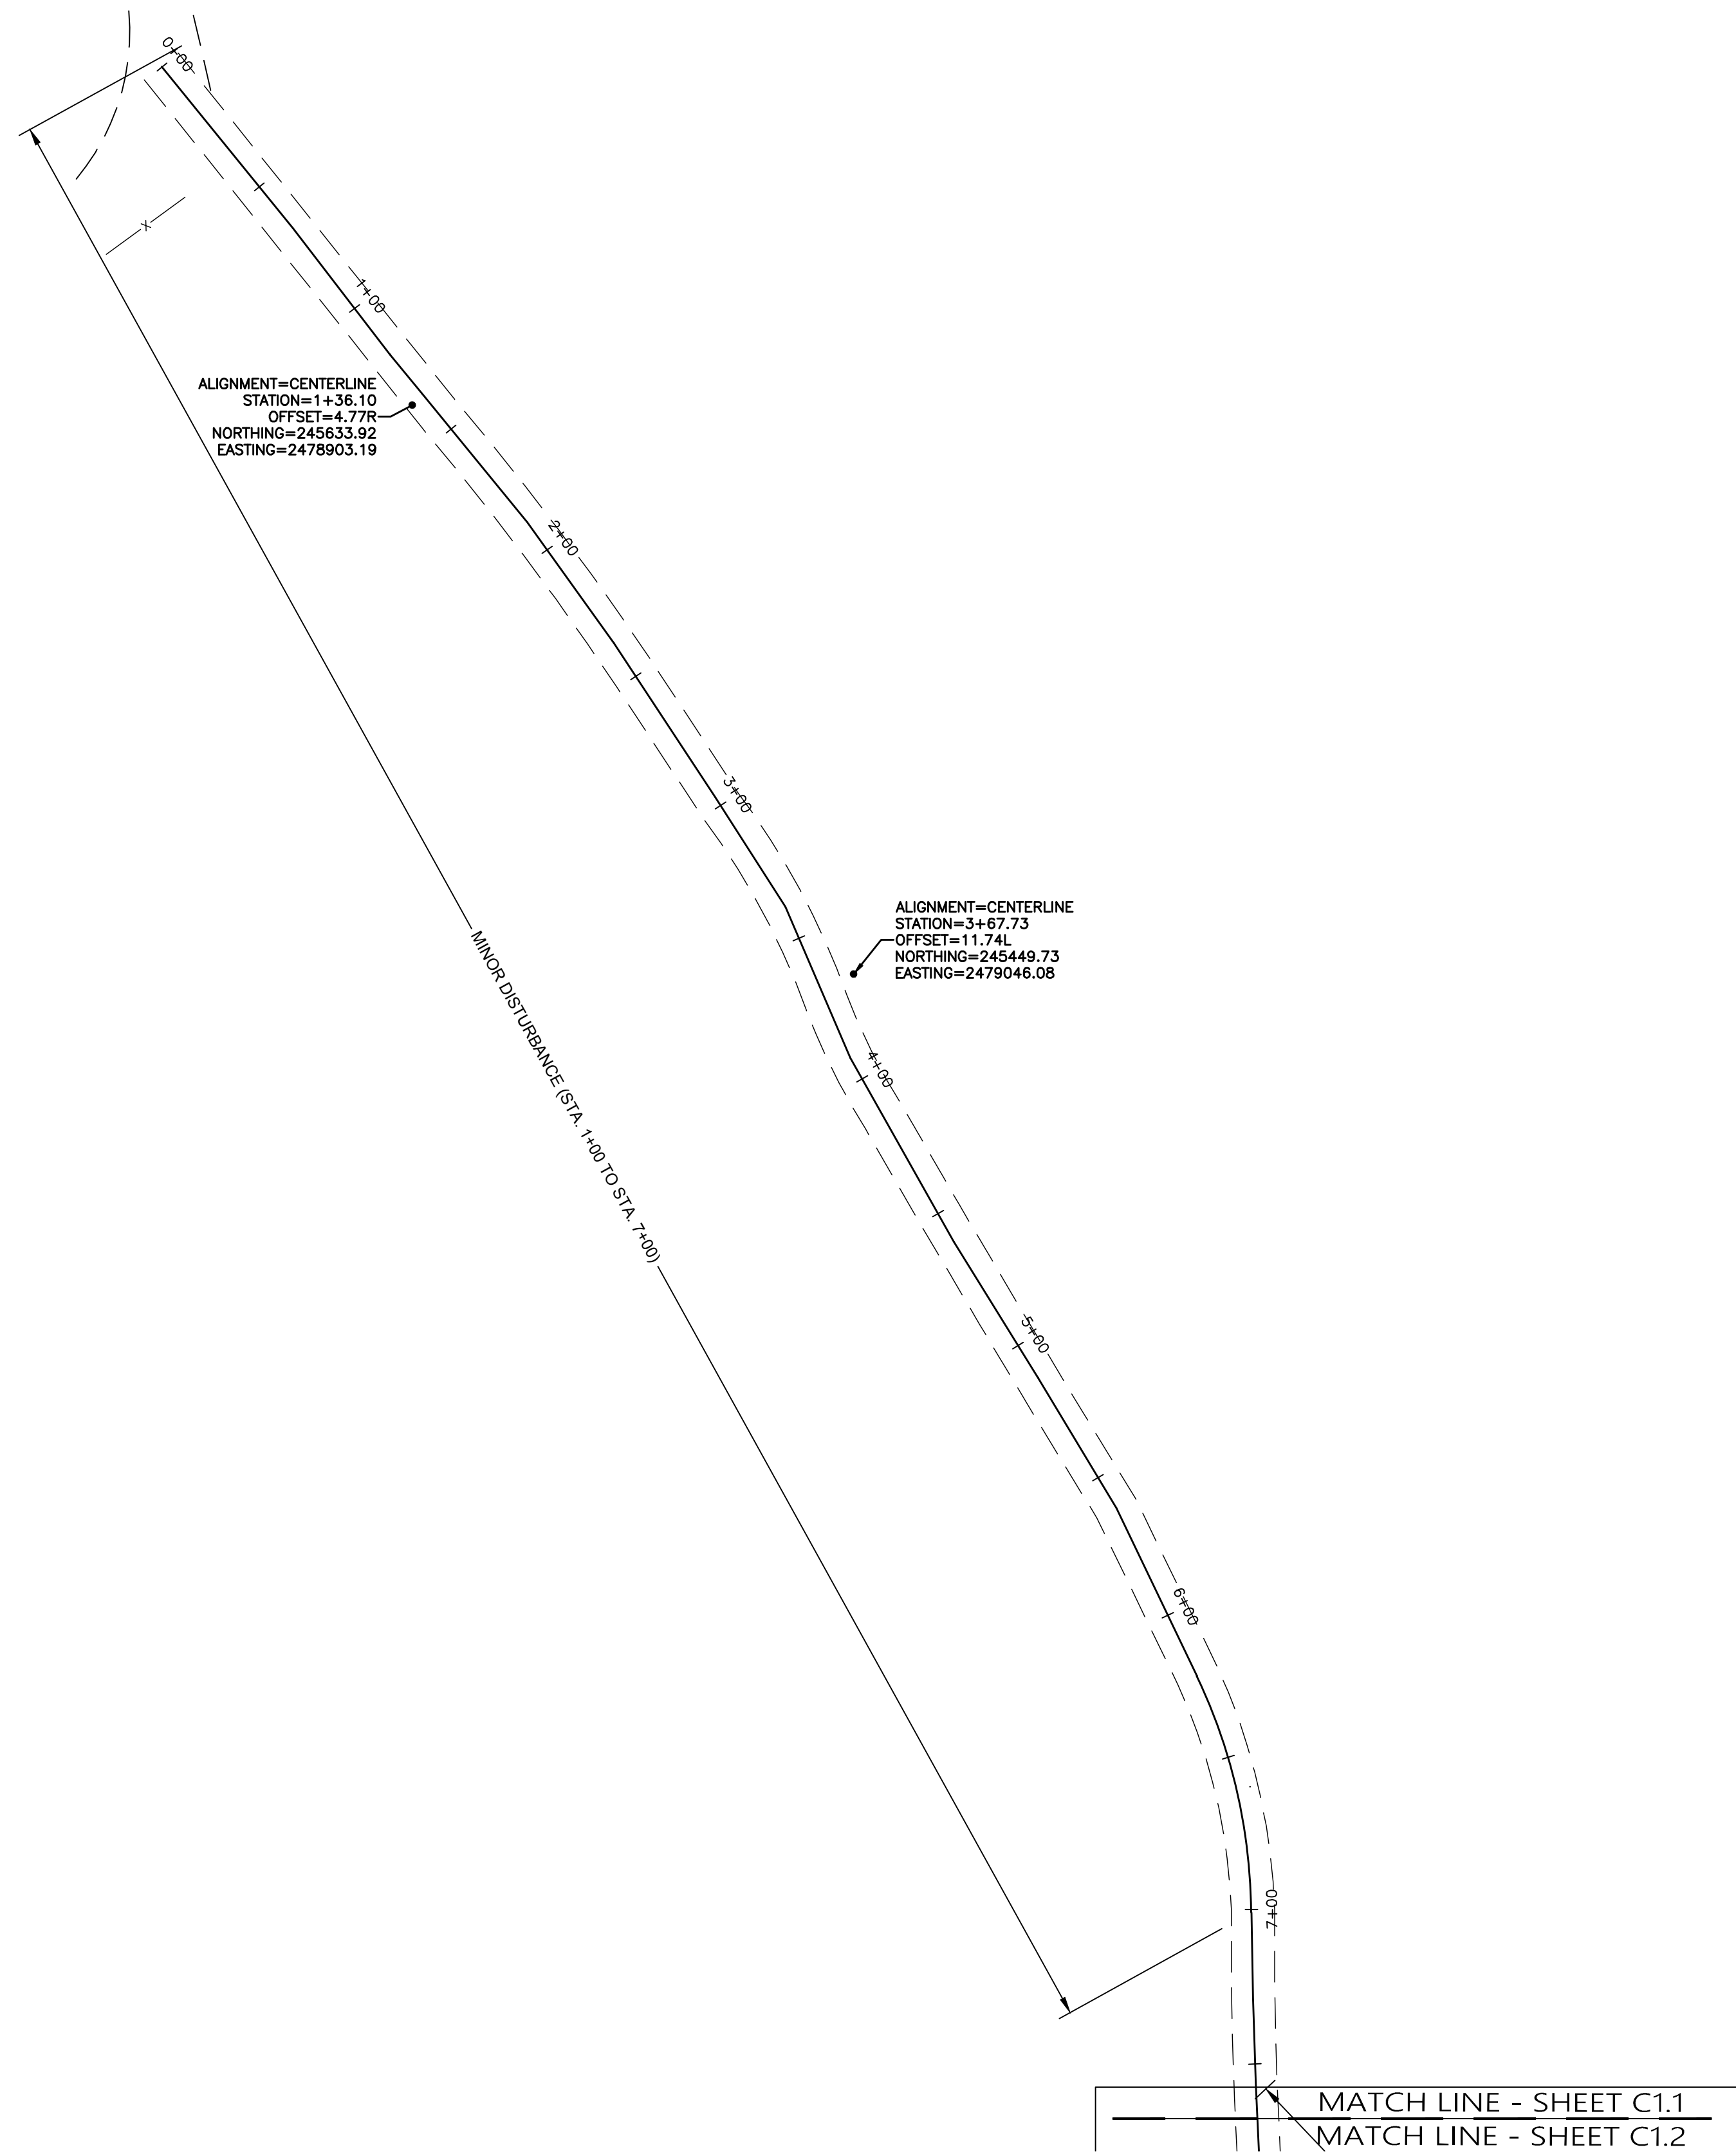 0+00
X
1+00
ALIGNMENT=CENTERLINE
STATION=1+36.10
OFFSET=4.77R
NORTHING=245633.92
EASTING=2478903.19
2+00
3+00
ALIGNMENT=CENTERLINE
STATION=3+67.73
OFFSET=11.74L
NORTHING=245449.73
EASTING=2479046.08
MINOR DISTURBANCE (STA. 1+00 TO STA. 7+00)
4+00
5+00
6+00
7+00
MATCH LINE - SHEET C1.1
MATCH LINE - SHEET C1.2